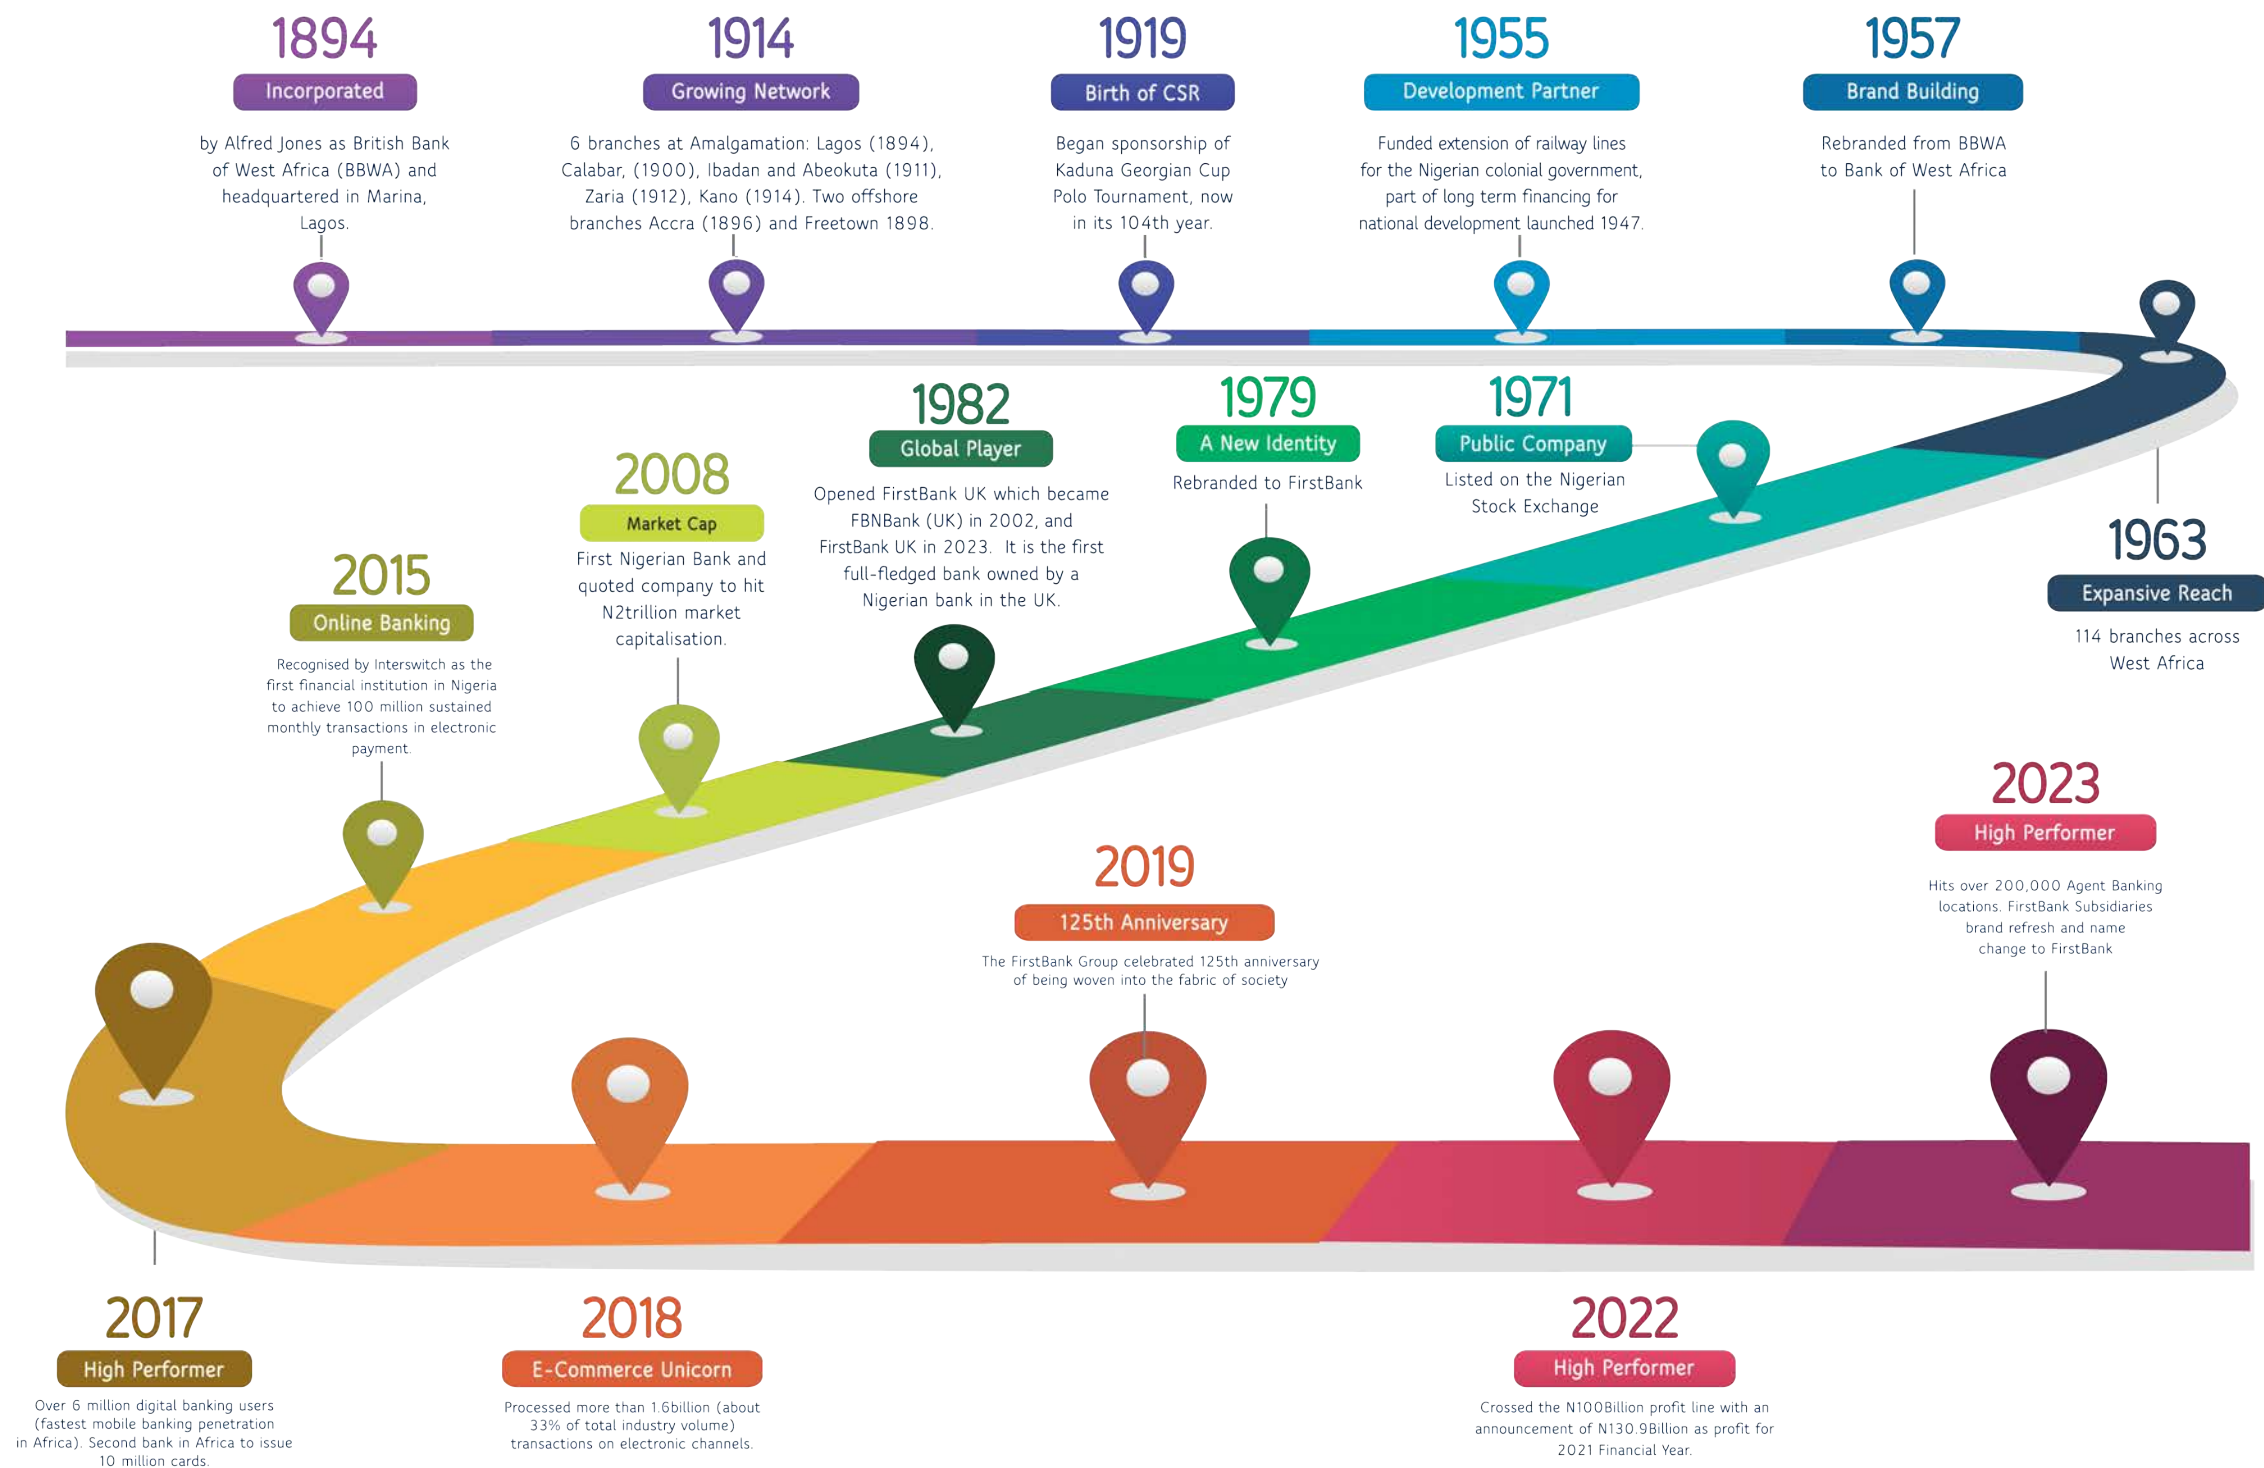 1894
Incorporated
by Alfred Jones as British Bank
of West Africa (BBWA) and
headquartered in Marina,
Lagos.
1914
Growing Network
6 branches at Amalgamation: Lagos (1894),
Calabar, (1900), Ibadan and Abeokuta (1911),
Zaria (1912), Kano (1914). Two offshore
branches Accra (1896) and Freetown 1898.
1919
Birth of CSR
Began sponsorship of
Kaduna Georgian Cup
Polo Tournament, now
in its 104th year.
1955
Development Partner
Funded extension of railway lines
for the Nigerian colonial government,
part of long term financing for
national development launched 1947.
1957
Brand Building
Rebranded from BBWA
to Bank of West Africa
1963
Expansive Reach
114 branches across
West Africa
1971
Public Company
Listed on the Nigerian
Stock Exchange
1979
A New Identity
Rebranded to FirstBank
1982
Global Player
Opened FirstBank UK which became
FBNBank (UK) in 2002, and
FirstBank UK in 2023. It is the first
full-fledged bank owned by a
Nigerian bank in the UK.
2008
Market Cap
First Nigerian Bank and
quoted company to hit
N2trillion market
capitalisation.
2015
Online Banking
Recognised by Interswitch as the
first financial institution in Nigeria
to achieve 100 million sustained
monthly transactions in electronic
payment.
2017
High Performer
Over 6 million digital banking users
(fastest mobile banking penetration
in Africa). Second bank in Africa to issue
10 million cards.
2018
E-Commerce Unicorn
Processed more than 1.6billion (about
33% of total industry volume)
transactions on electronic channels.
2019
125th Anniversary
The FirstBank Group celebrated 125th anniversary
of being woven into the fabric of society
2022
High Performer
Crossed the N100Billion profit line with an
announcement of N130.9Billion as profit for
2021 Financial Year.
2023
High Performer
Hits over 200,000 Agent Banking
locations. FirstBank Subsidiaries
brand refresh and name
change to FirstBank